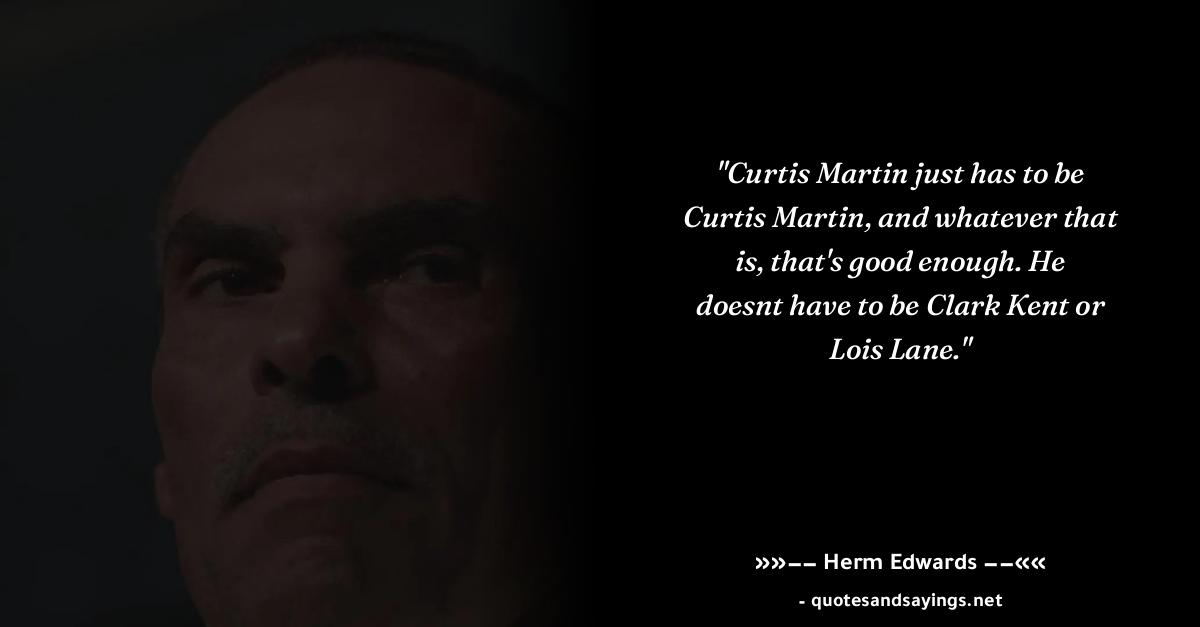 "Curtis Martin just has to be
Curtis Martin, and whatever that
is, that's good enough. He
doesnt have to be Clark Kent or
Lois Lane."
»»–– Herm Edwards ––««
- quotesandsayings.net